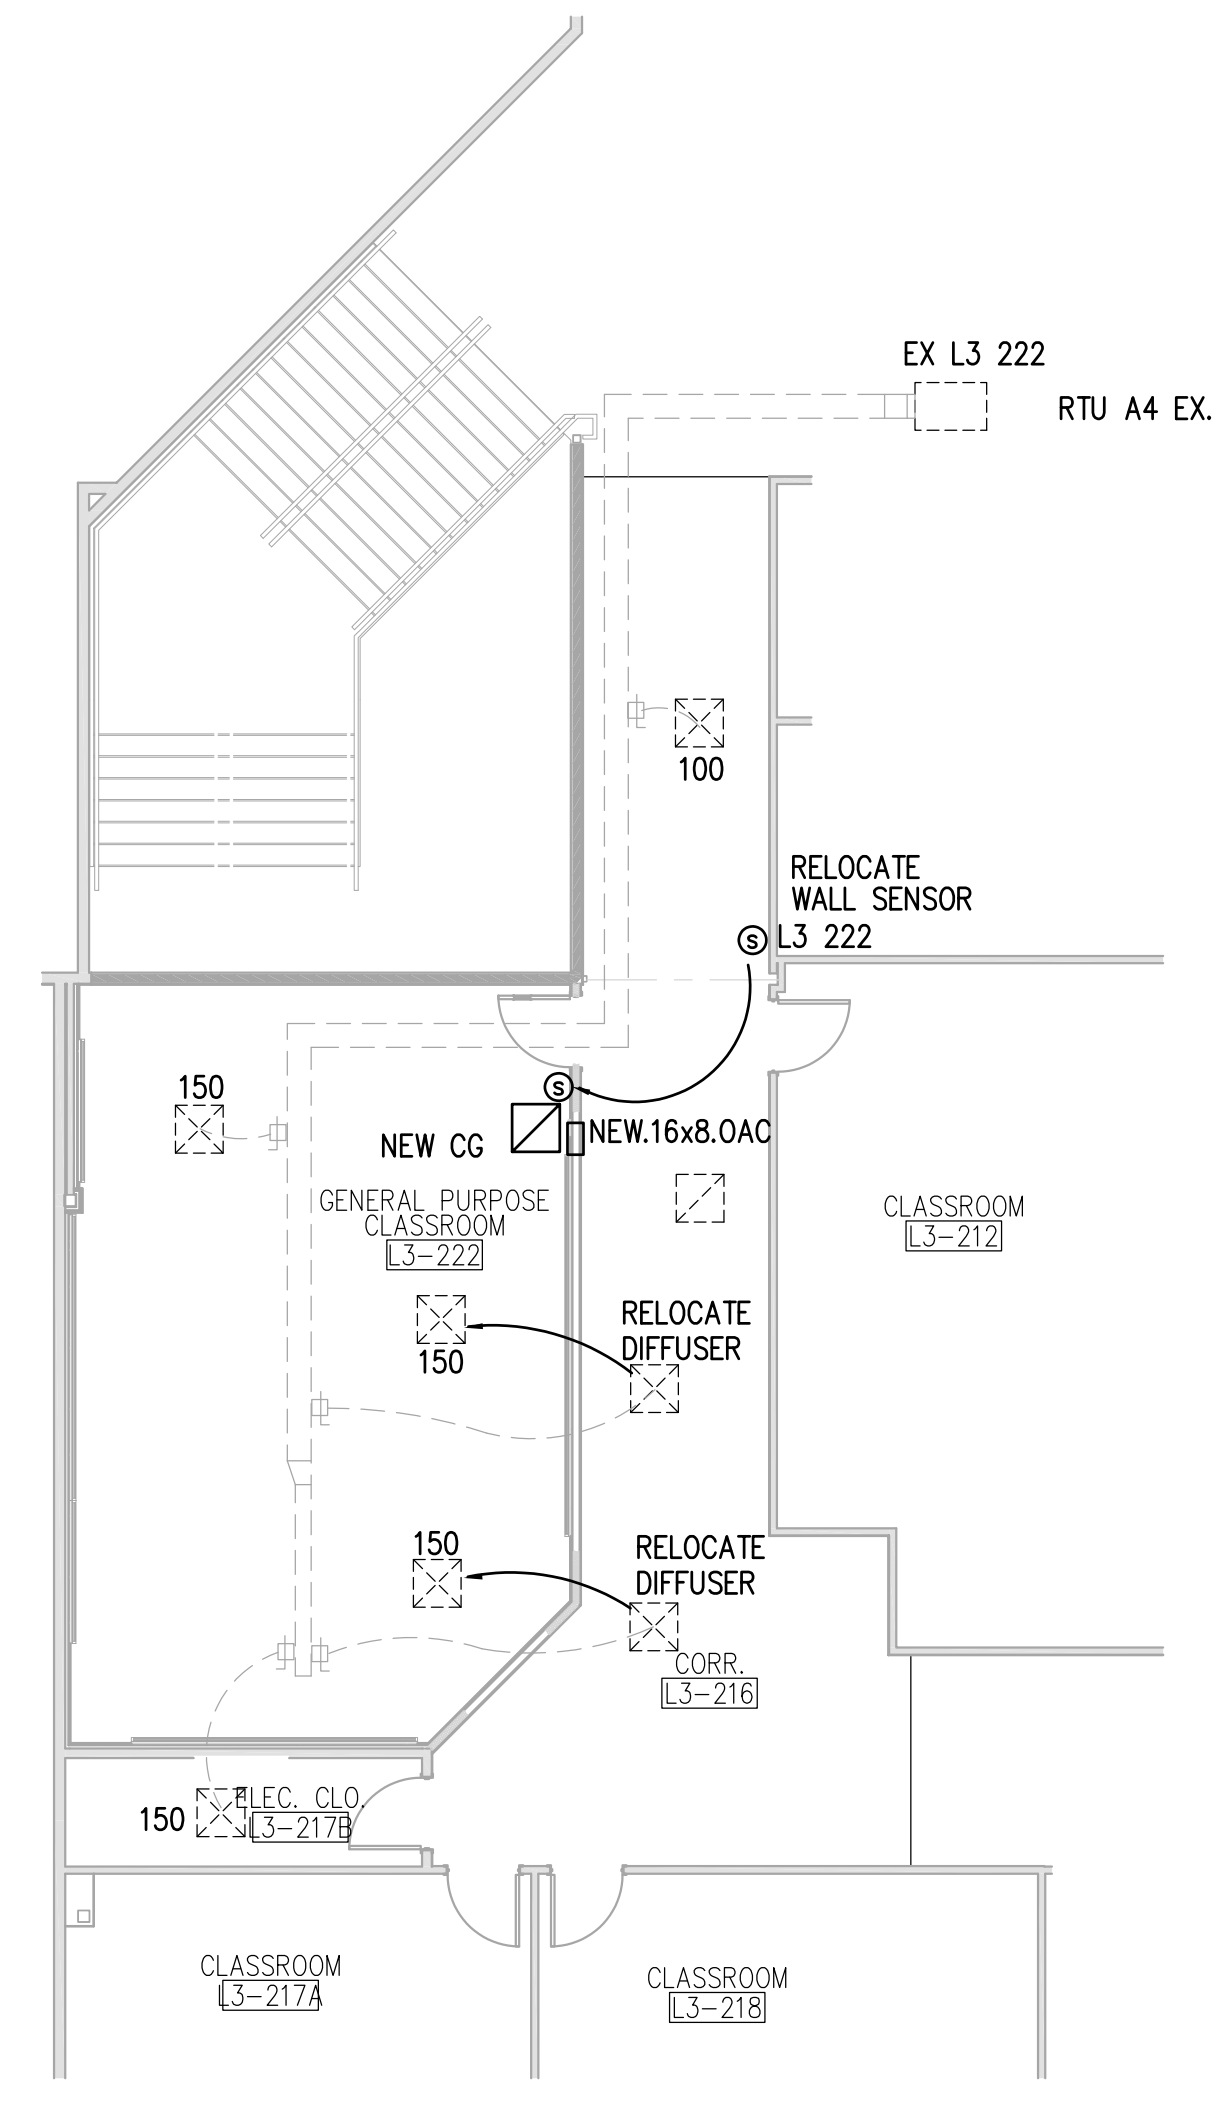 EX L3 222
RTU A4 EX.
100
RELOCATE
WALL SENSOR
S L3 222
150
S
NEW CG
NEW.16x8.OAC
GENERAL PURPOSE
CLASSROOM
L3-222
CLASSROOM
L3-212
RELOCATE
DIFFUSER
150
150
RELOCATE
DIFFUSER
CORR.
L3-216
150
ELEC. CLO.
L3-217B
CLASSROOM
L3-217A
CLASSROOM
L3-218